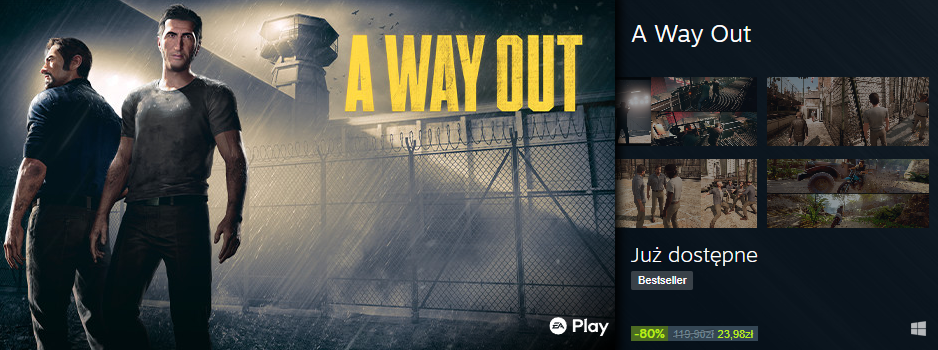 A WAY OUT
EA Play
A Way Out
Już dostępne
Bestseller
-80% 119,90zł 23,98zł